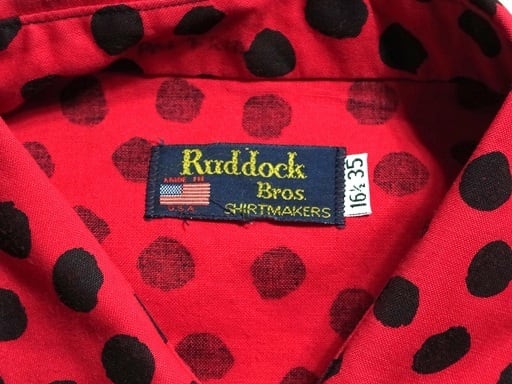 Ruddock
MADE IN
Bros.
U.S.A.
SHIRTMAKERS
16½ 35